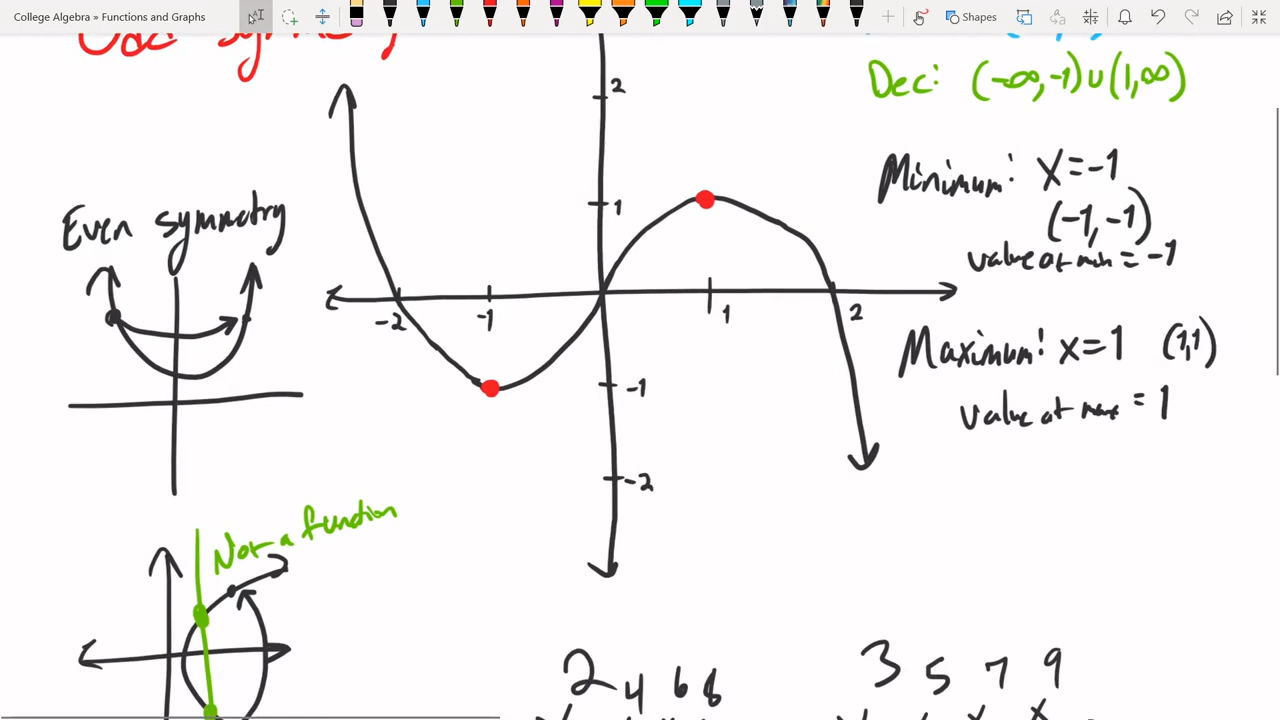 College Algebra » Functions and Graphs
Shapes
Odd symmetry
Dec: (-∞,-1)∪(1,∞)
2
1
-2
-1
1
2
-1
-2
Minimum: x=-1
(-1,-1)
value at min = -1
Maximum: x=1 (1,1)
value at max = 1
Even symmetry
Not a function
2 4 6 8
3 5 7 9